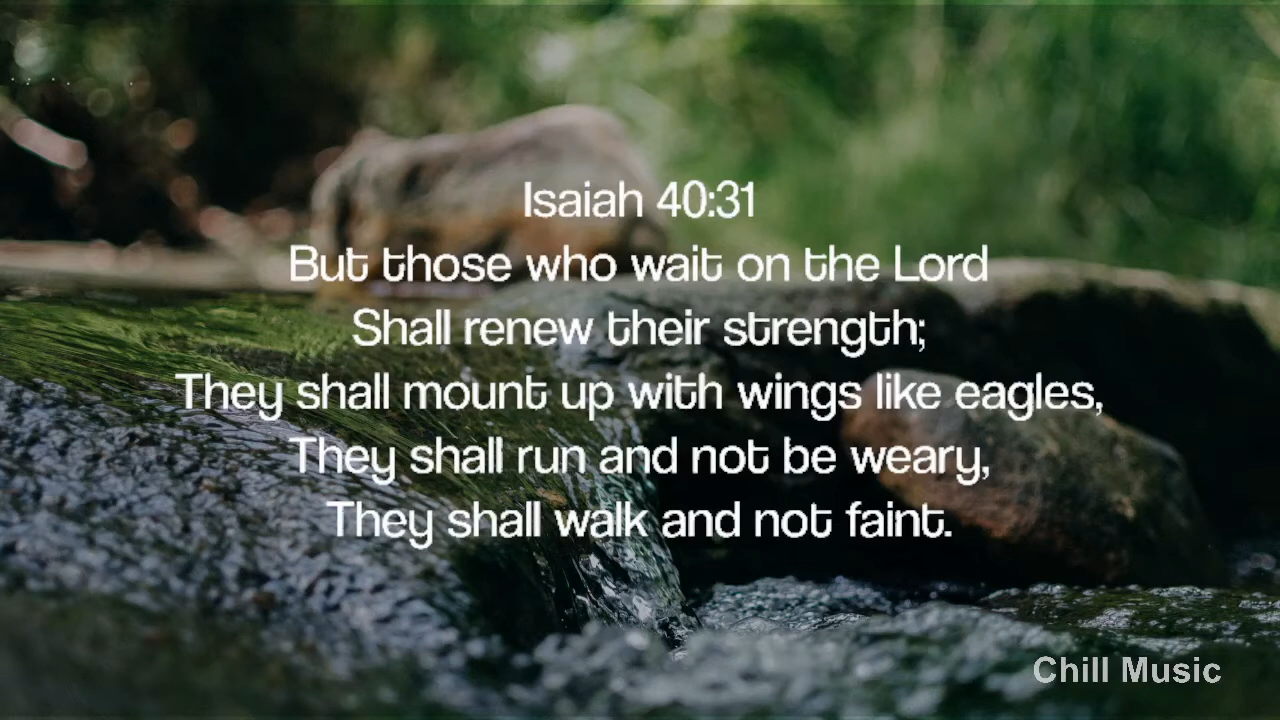 Isaiah 40:31
But those who wait on the Lord
Shall renew their strength;
They shall mount up with wings like eagles,
They shall run and not be weary,
They shall walk and not faint.
Chill Music